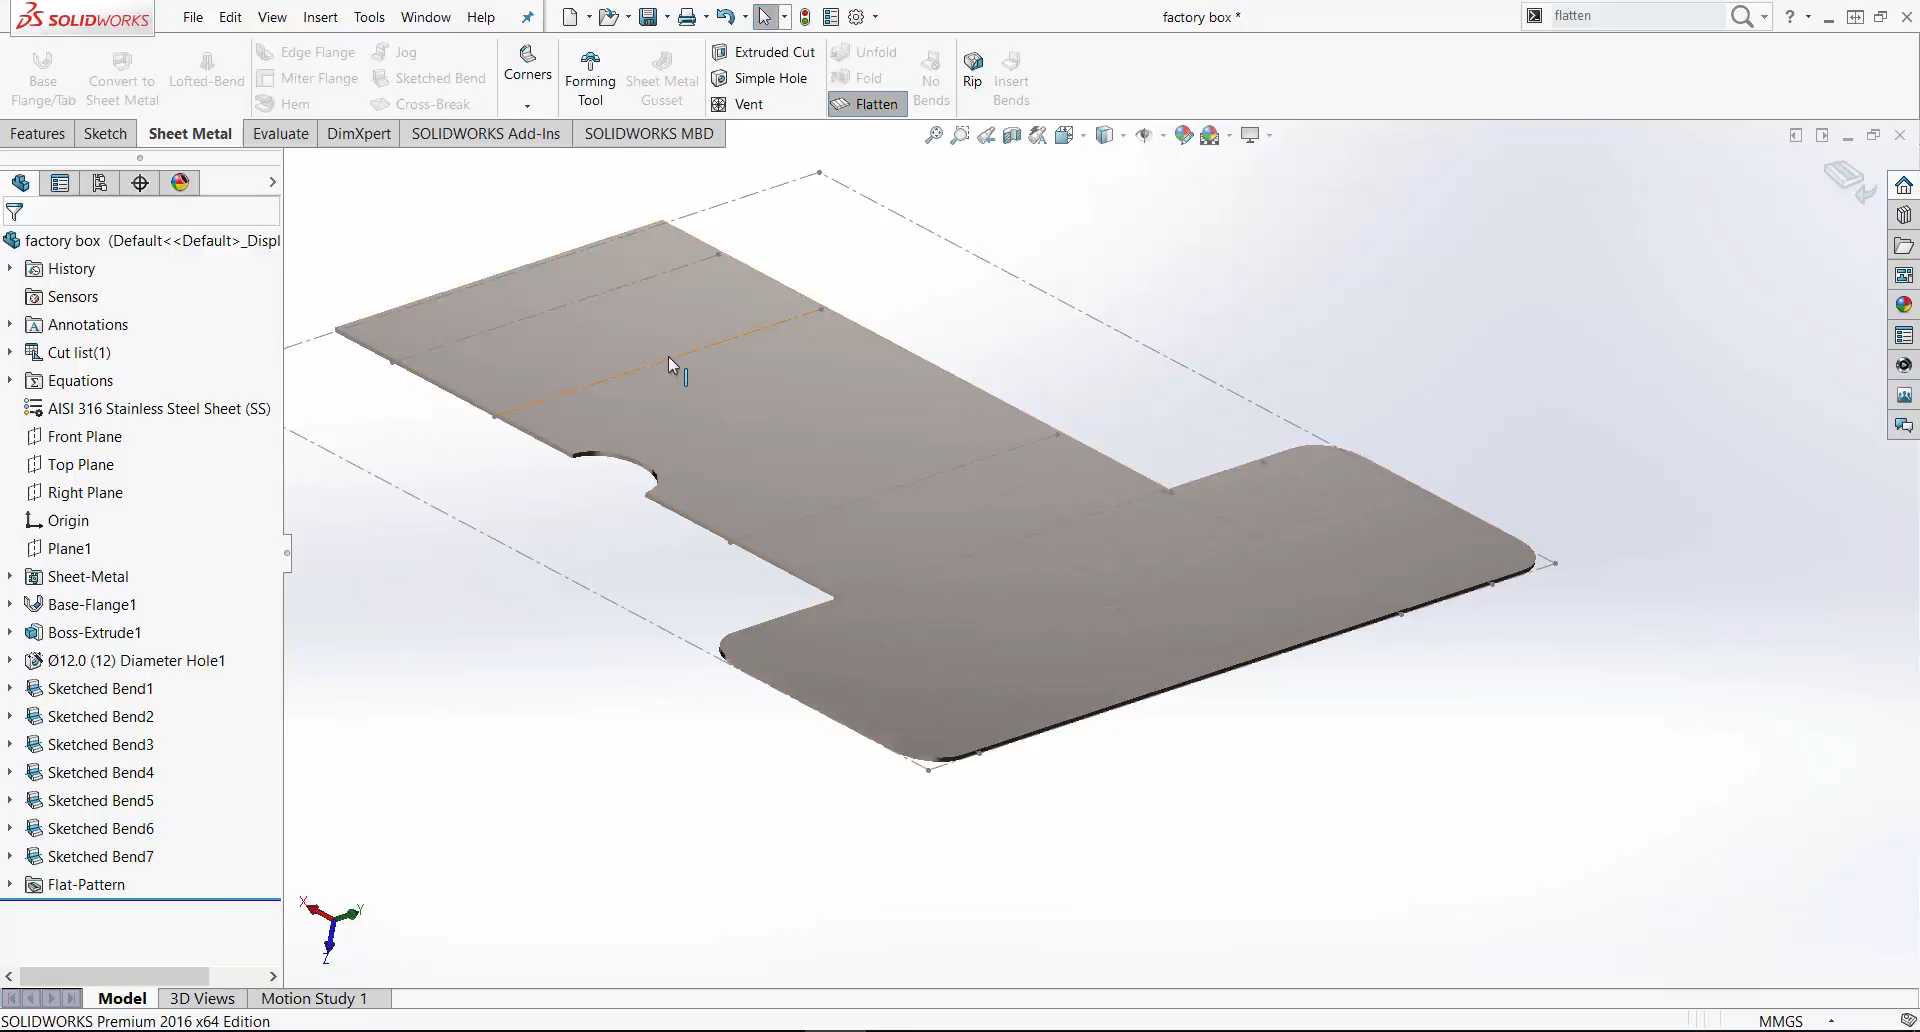 SOLIDWORKS
File Edit View Insert Tools Window Help
factory box *
flatten
Base Flange/Tab
Convert to Sheet Metal
Lofted-Bend
Edge Flange
Miter Flange
Hem
Jog
Sketched Bend
Cross-Break
Corners
Forming Tool
Sheet Metal Gusset
Extruded Cut
Simple Hole
Vent
Unfold
Fold
Flatten
No Bends
Rip
Insert Bends
Features Sketch Sheet Metal Evaluate DimXpert SOLIDWORKS Add-Ins SOLIDWORKS MBD
factory box (Default<<Default>_Displ
History
Sensors
Annotations
Cut list(1)
Equations
AISI 316 Stainless Steel Sheet (SS)
Front Plane
Top Plane
Right Plane
Origin
Plane1
Sheet-Metal
Base-Flange1
Boss-Extrude1
Ø12.0 (12) Diameter Hole1
Sketched Bend1
Sketched Bend2
Sketched Bend3
Sketched Bend4
Sketched Bend5
Sketched Bend6
Sketched Bend7
Flat-Pattern
X Y
Z
Model 3D Views Motion Study 1
SOLIDWORKS Premium 2016 x64 Edition
MMGS